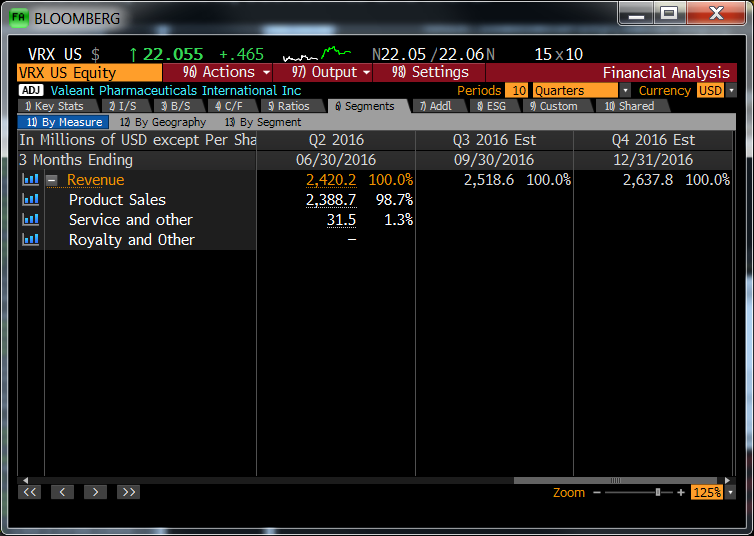 FA BLOOMBERG
VRX US $ ↑ 22.055 +.465 N22.05 /22.06N 15x10
VRX US Equity 96) Actions 97) Output 98) Settings Financial Analysis
ADJ Valeant Pharmaceuticals International Inc Periods 10 Quarters Currency USD
1) Key Stats 2) I/S 3) B/S 4) C/F 5) Ratios 6) Segments 7) Addl 8) ESG 9) Custom 10) Shared
11) By Measure 12) By Geography 13) By Segment
In Millions of USD except Per Sha Q2 2016 Q3 2016 Est Q4 2016 Est
3 Months Ending 06/30/2016 09/30/2016 12/31/2016
Revenue 2,420.2 100.0% 2,518.6 100.0% 2,637.8 100.0%
Product Sales 2,388.7 98.7%
Service and other 31.5 1.3%
Royalty and Other –
<< < > >> Zoom − + 125%